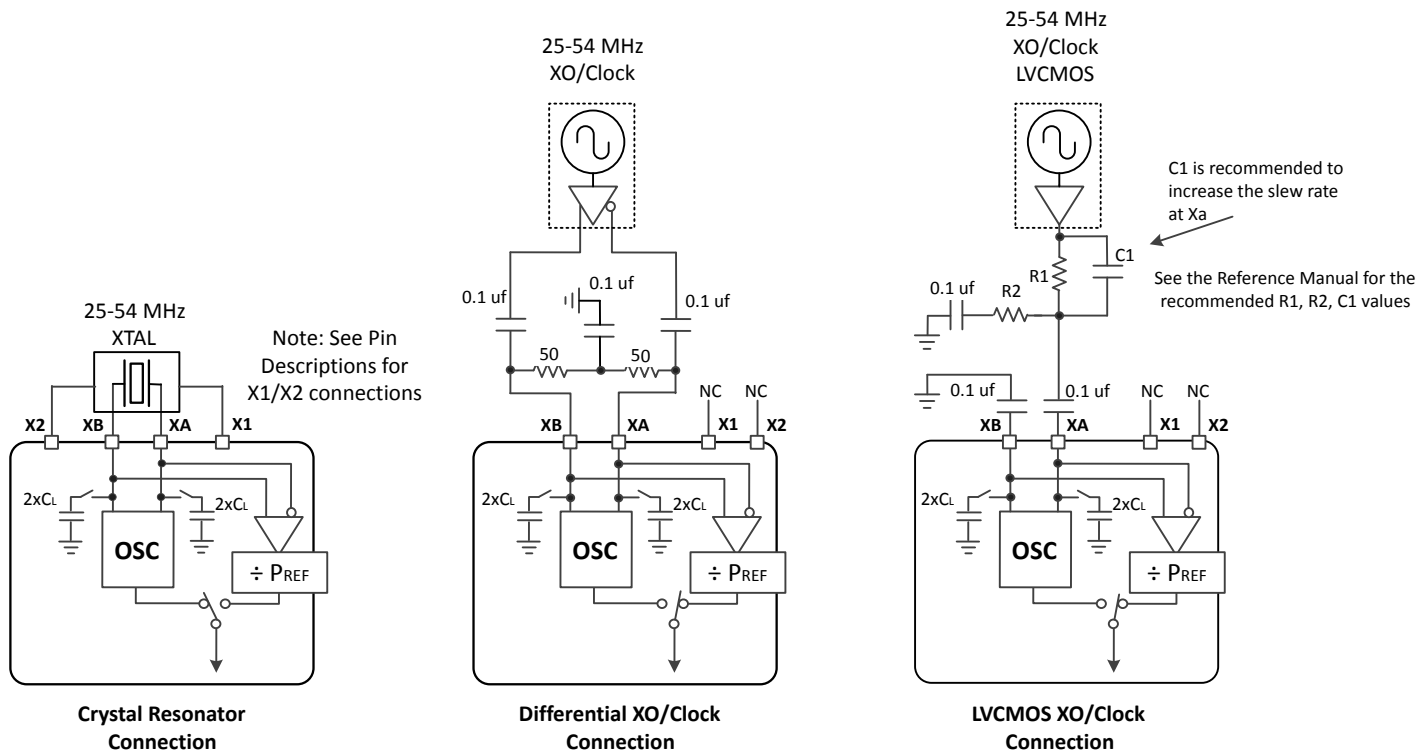 25-54 MHz
XTAL
Note: See Pin
Descriptions for
X1/X2 connections
X2
XB
XA
X1
2xCL
2xCL
OSC
÷ PREF
Crystal Resonator
Connection
25-54 MHz
XO/Clock
0.1 uf
0.1 uf
0.1 uf
50
50
NC
NC
XB
XA
X1
X2
2xCL
2xCL
OSC
÷ PREF
Differential XO/Clock
Connection
25-54 MHz
XO/Clock
LVCMOS
C1 is recommended to
increase the slew rate
at Xa
C1
R1
See the Reference Manual for the
recommended R1, R2, C1 values
0.1 uf
R2
0.1 uf
0.1 uf
NC
NC
XB
XA
X1
X2
2xCL
2xCL
OSC
÷ PREF
LVCMOS XO/Clock
Connection